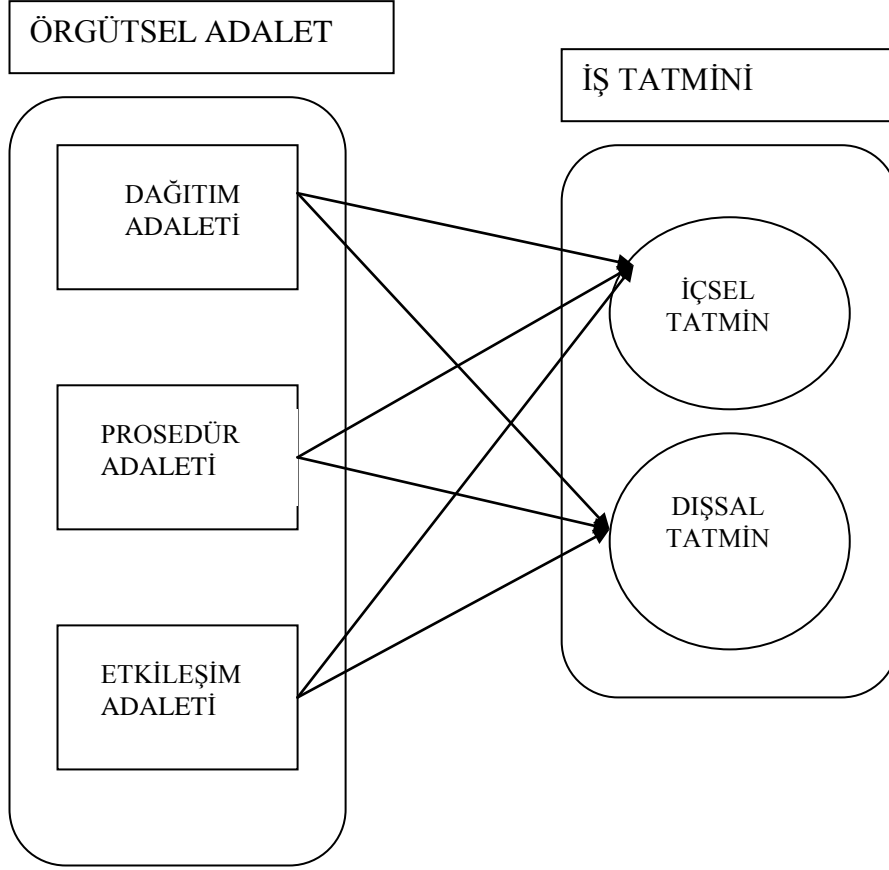 ÖRGÜTSEL ADALET
İŞ TATMİNİ
DAĞITIM
ADALETİ
İÇSEL
TATMİN
PROSEDÜR
ADALETİ
DIŞSAL
TATMİN
ETKİLEŞİM
ADALETİ